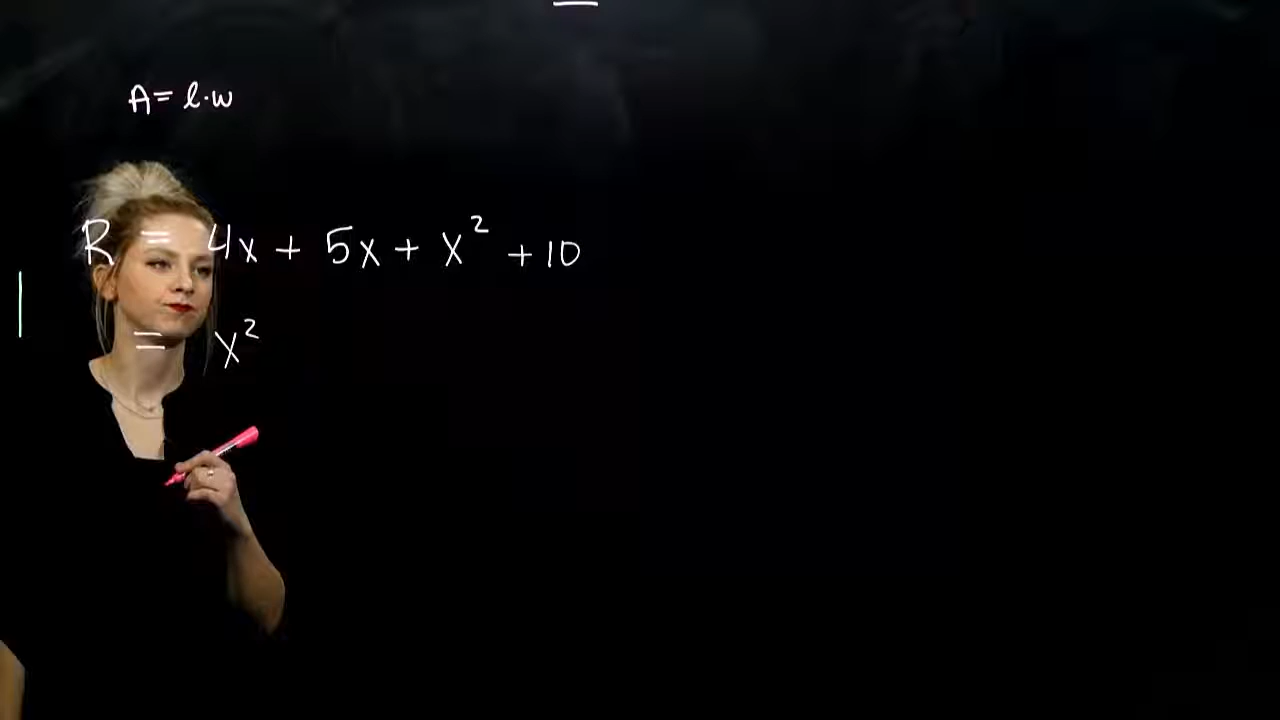 A = l·w
R = 4x + 5x + x² + 10
= x²